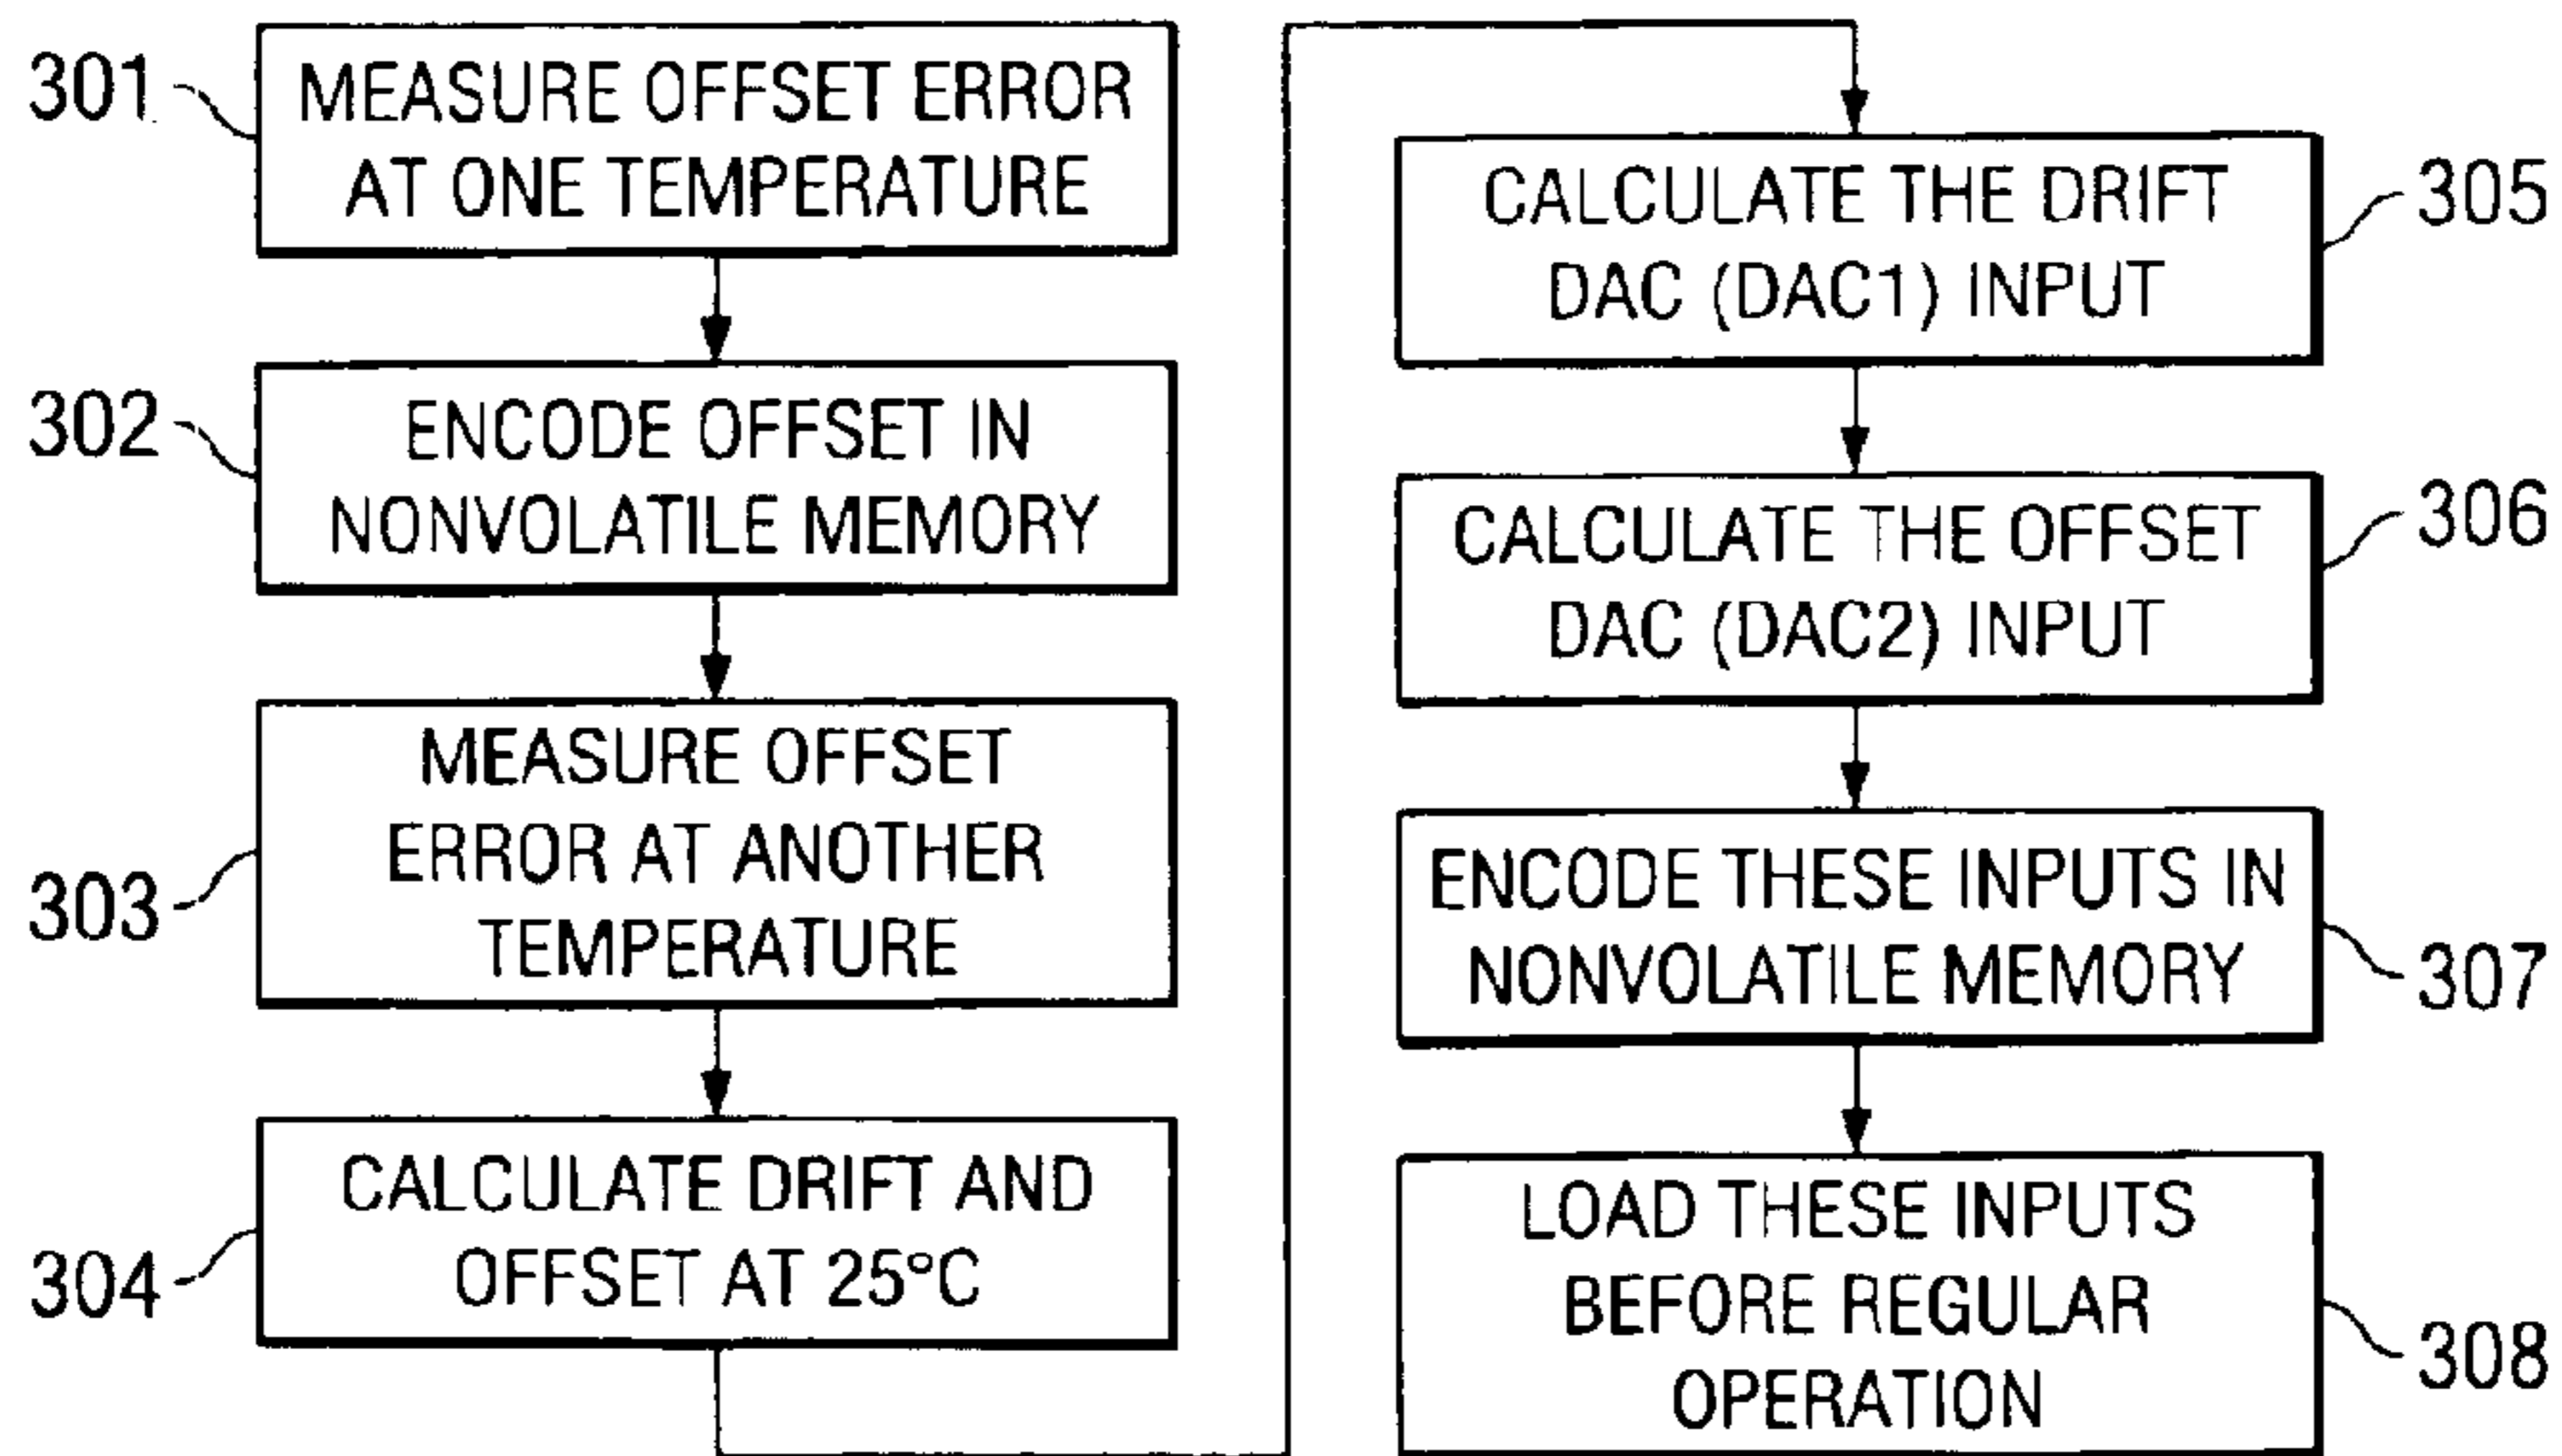 301
MEASURE OFFSET ERROR
AT ONE TEMPERATURE
302
ENCODE OFFSET IN
NONVOLATILE MEMORY
303
MEASURE OFFSET
ERROR AT ANOTHER
TEMPERATURE
304
CALCULATE DRIFT AND
OFFSET AT 25°C
CALCULATE THE DRIFT
DAC (DAC1) INPUT
305
CALCULATE THE OFFSET
DAC (DAC2) INPUT
306
ENCODE THESE INPUTS IN
NONVOLATILE MEMORY
307
LOAD THESE INPUTS
BEFORE REGULAR
OPERATION
308